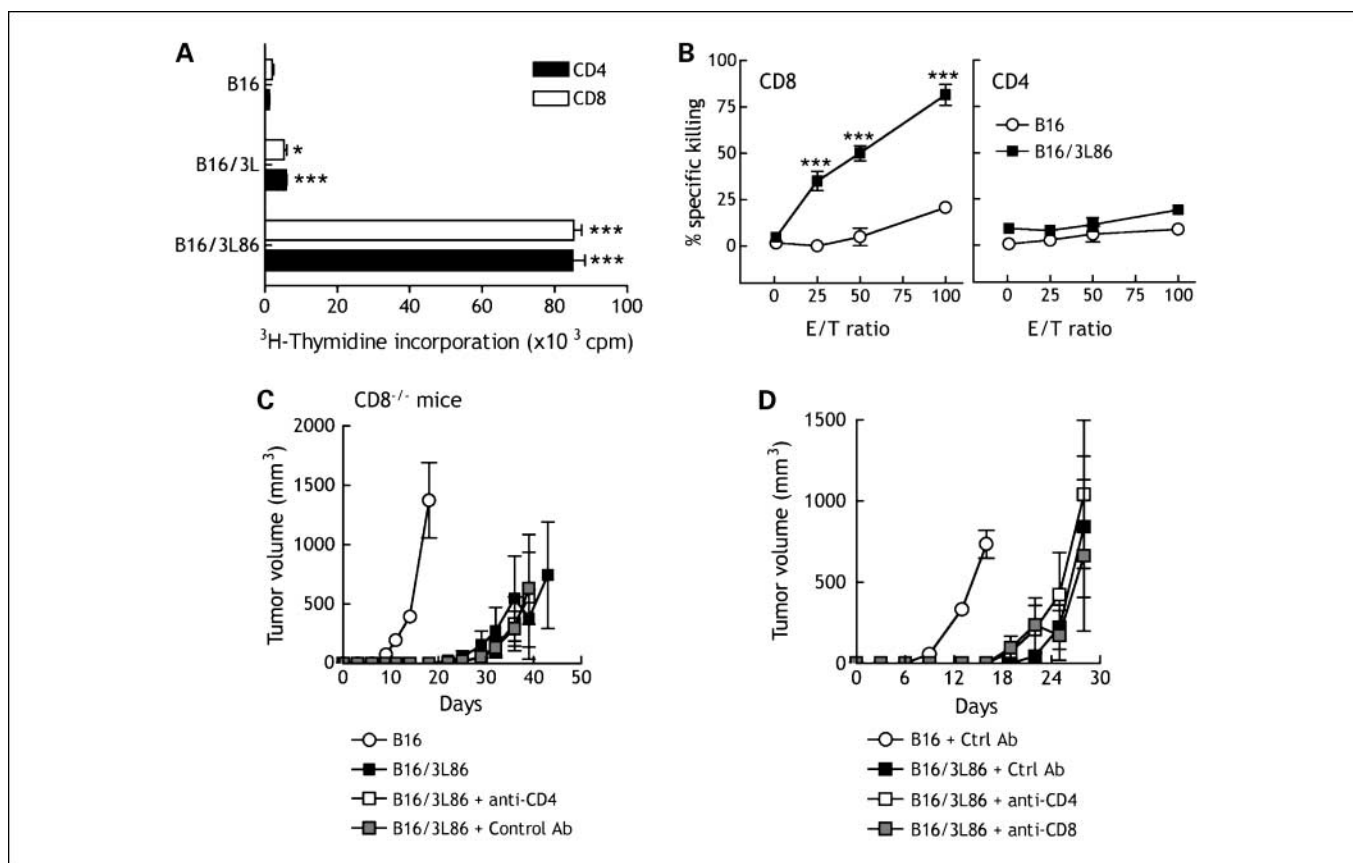 A
B16
B16/3L
B16/3L86
CD4
CD8
*
***
***
***
0 20 40 60 80 100
³H-Thymidine incorporation (x10³ cpm)
B
% specific killing
100
75
50
25
0
CD8
*** *** ***
0 25 50 75 100
E/T ratio
CD4
B16
B16/3L86
0 25 50 75 100
E/T ratio
C
CD8-/- mice
Tumor volume (mm³)
2000
1500
1000
500
0
0 10 20 30 40 50
Days
B16
B16/3L86
B16/3L86 + anti-CD4
B16/3L86 + Control Ab
D
Tumor volume (mm³)
1500
1000
500
0
0 6 12 18 24 30
Days
B16 + Ctrl Ab
B16/3L86 + Ctrl Ab
B16/3L86 + anti-CD4
B16/3L86 + anti-CD8